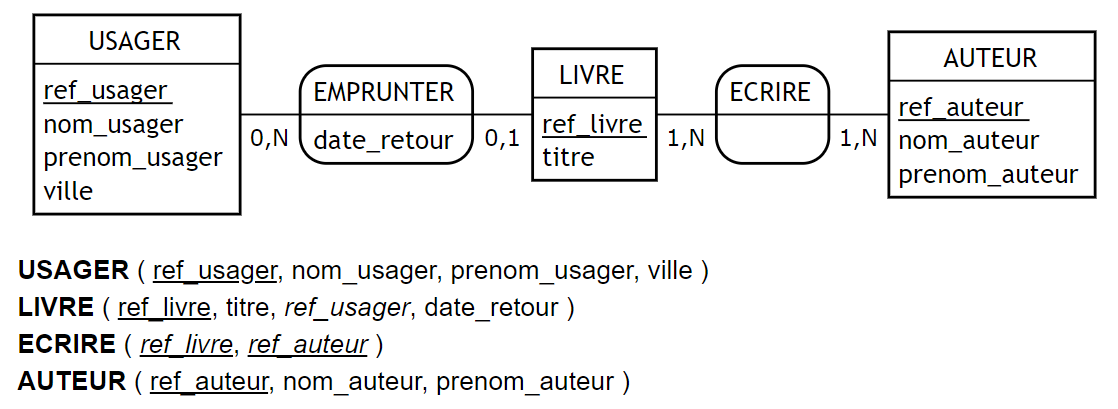 USAGER
ref_usager
nom_usager
prenom_usager
ville
0,N
EMPRUNTER
date_retour
0,1
LIVRE
ref_livre
titre
1,N
ECRIRE
1,N
AUTEUR
ref_auteur
nom_auteur
prenom_auteur
USAGER ( ref_usager, nom_usager, prenom_usager, ville )
LIVRE ( ref_livre, titre, ref_usager, date_retour )
ECRIRE ( ref_livre, ref_auteur )
AUTEUR ( ref_auteur, nom_auteur, prenom_auteur )